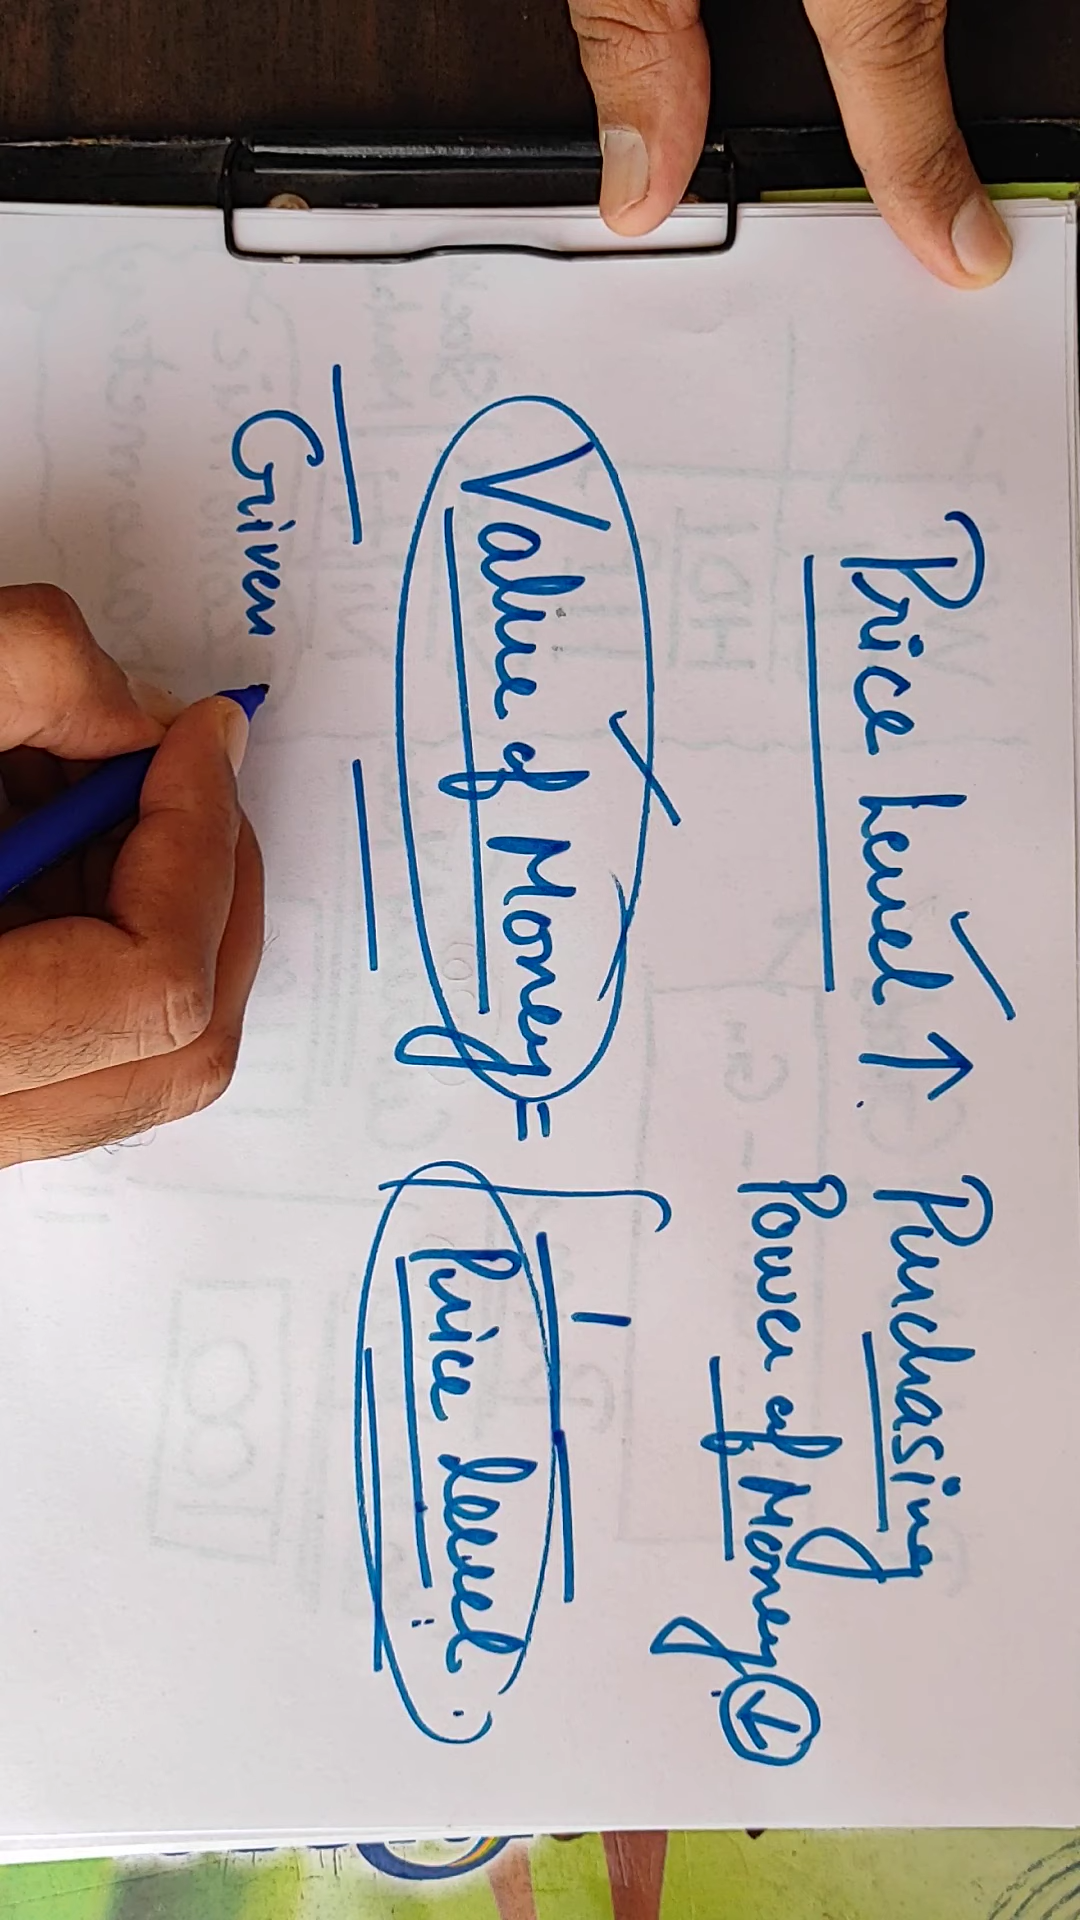 Price Level ↑ Purchasing
Power of Money ↓
Value of Money = 1
Price Level
Given